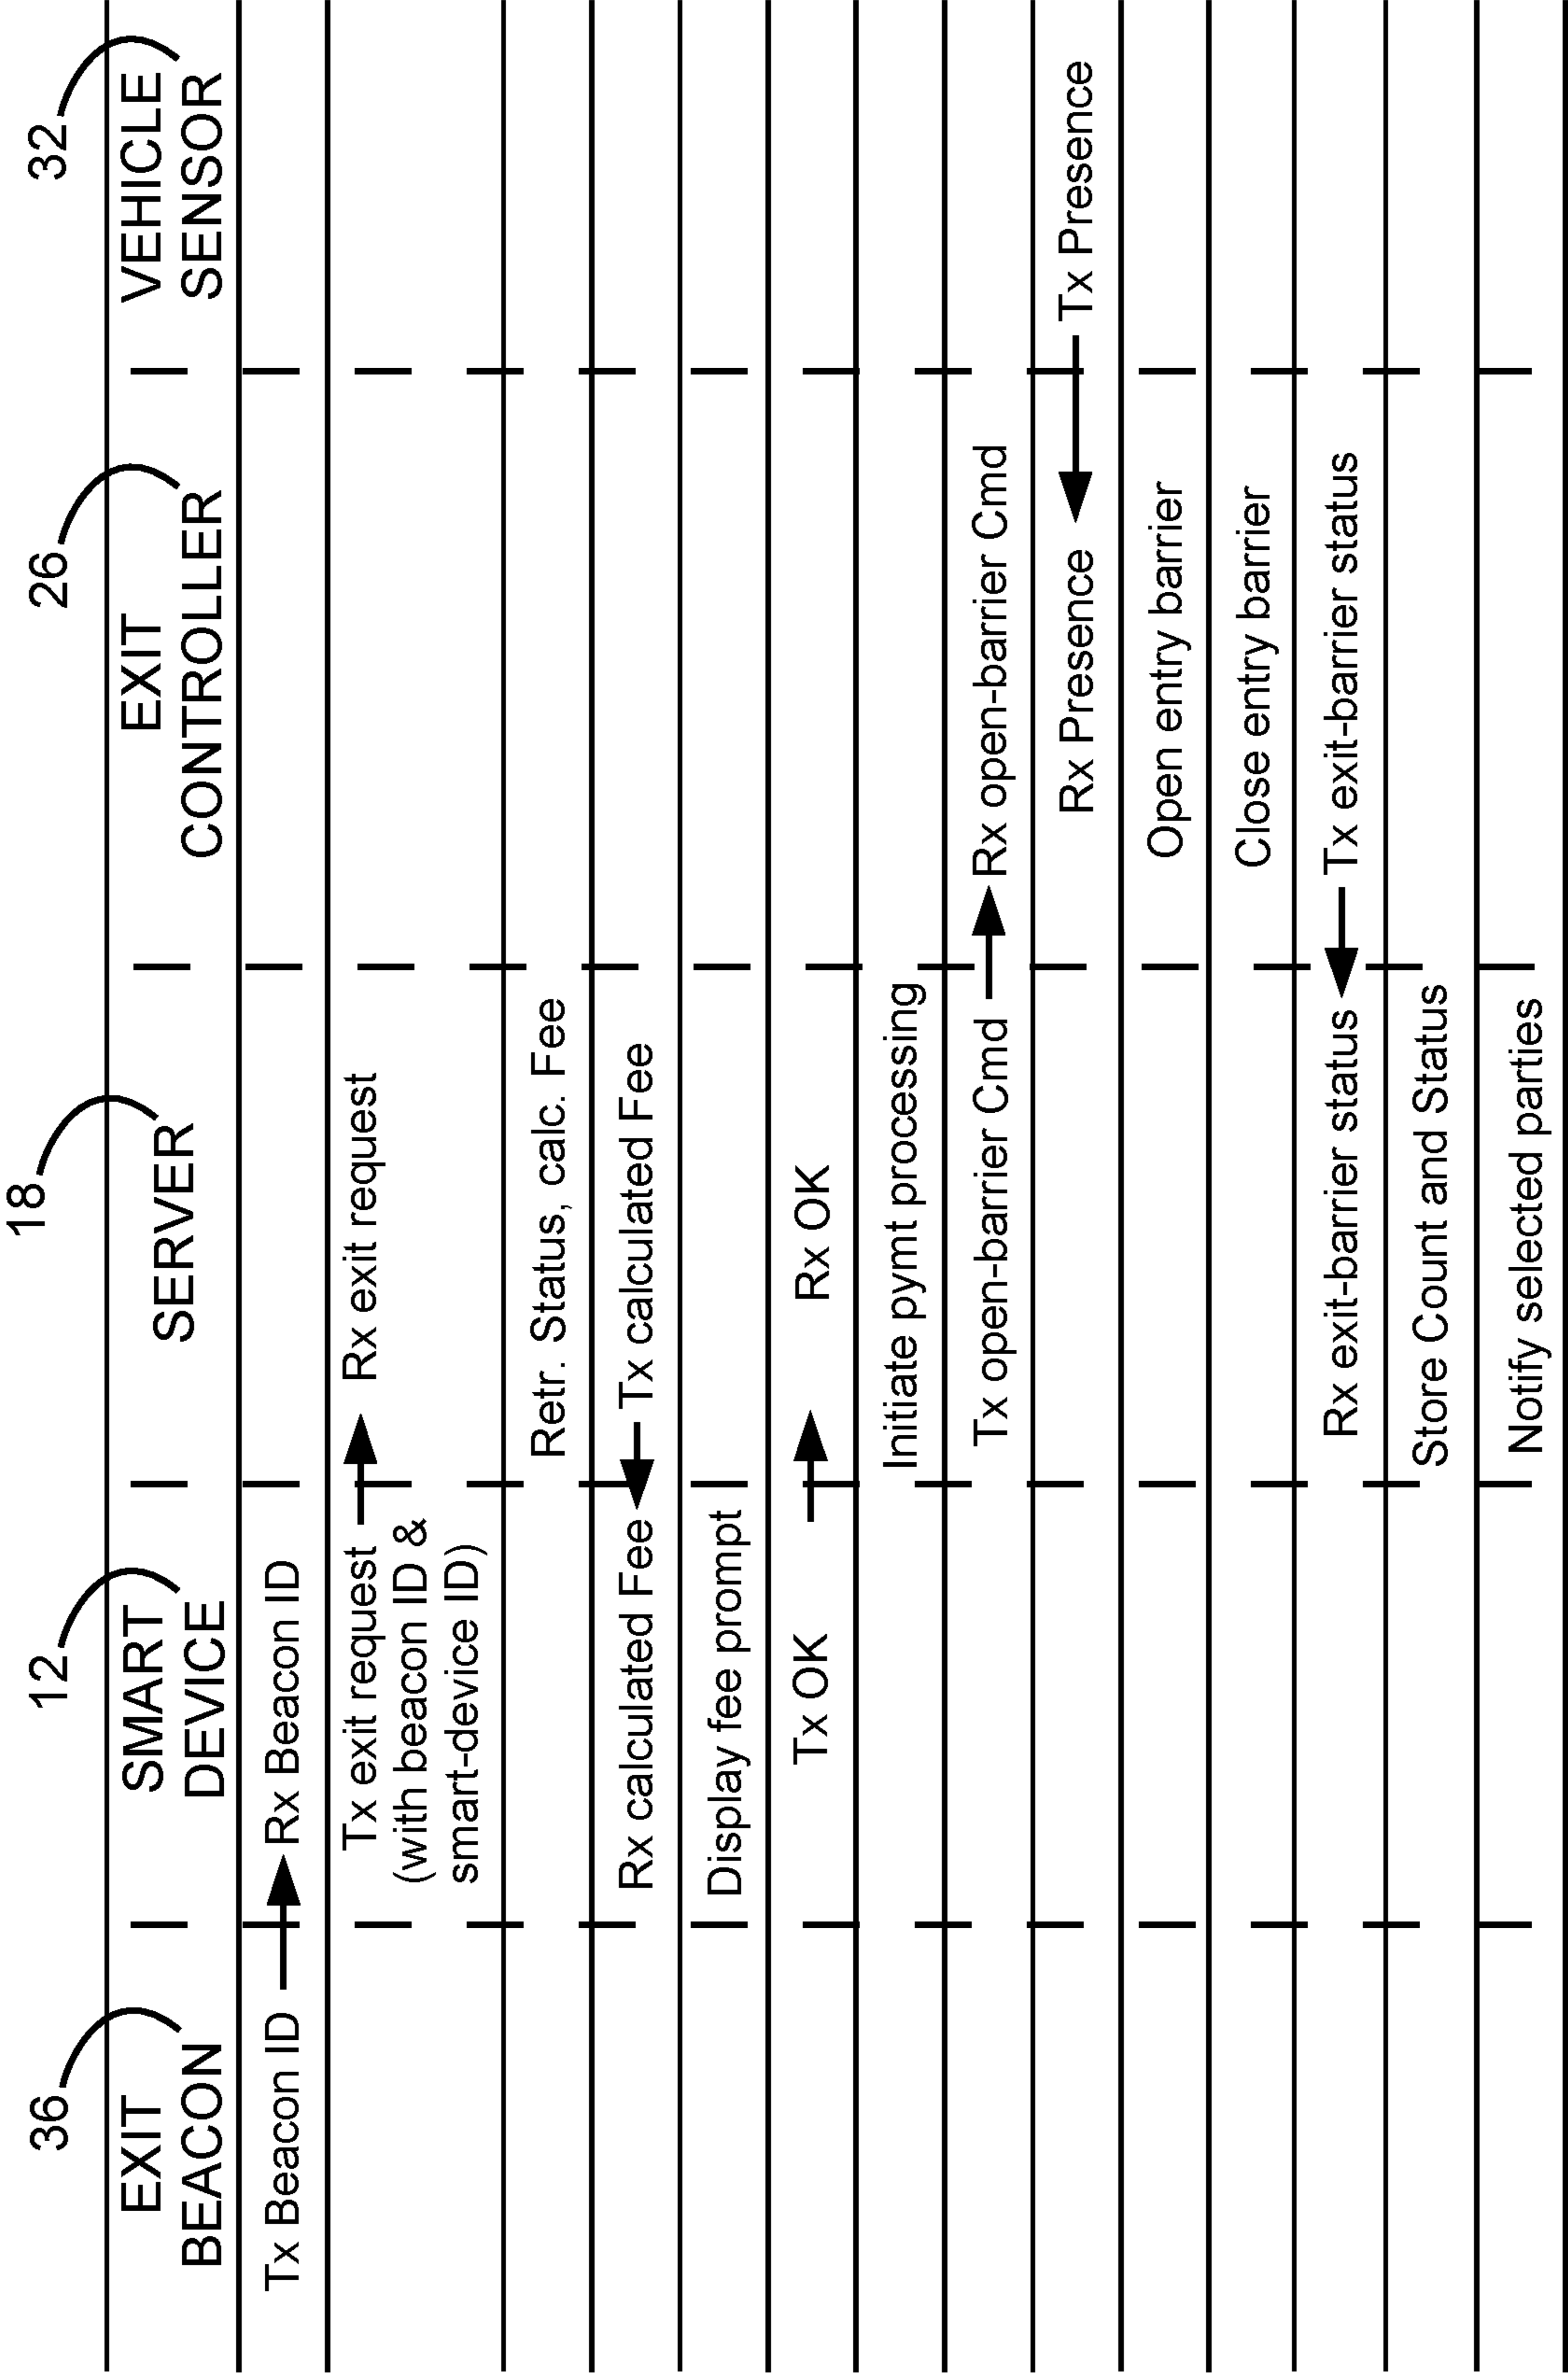 36
12
18
26
32
EXIT
BEACON
SMART
DEVICE
SERVER
EXIT
CONTROLLER
VEHICLE
SENSOR
Tx Beacon ID
Rx Beacon ID
Tx exit request
(with beacon ID &
smart-device ID)
Rx exit request
Retr. Status, calc. Fee
Rx calculated Fee
Tx calculated Fee
Display fee prompt
Tx OK
Rx OK
Initiate pymt processing
Tx open-barrier Cmd
Rx open-barrier Cmd
Rx Presence
Tx Presence
Open entry barrier
Close entry barrier
Rx exit-barrier status
Tx exit-barrier status
Store Count and Status
Notify selected parties